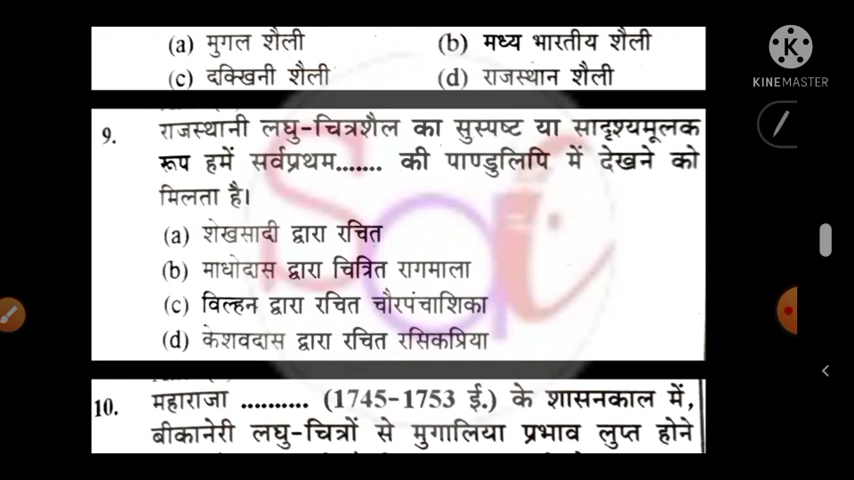 (a) मुगल शैली (b) मध्य भारतीय शैली
(c) दक्खिनी शैली (d) राजस्थान शैली
K
KINEMASTER
9. राजस्थानी लघु-चित्रशैल का सुस्पष्ट या सादृश्यमूलक
रूप हमें सर्वप्रथम....... की पाण्डुलिपि में देखने को
मिलता है।
(a) शेखसादी द्वारा रचित
(b) माधोदास द्वारा चित्रित रागमाला
(c) विल्हन द्वारा रचित चौरपंचाशिका
(d) केशवदास द्वारा रचित रसिकप्रिया
Sai
10. महाराजा .......... (1745-1753 ई.) के शासनकाल में,
बीकानेरी लघु-चित्रों से मुगालिया प्रभाव लुप्त होने